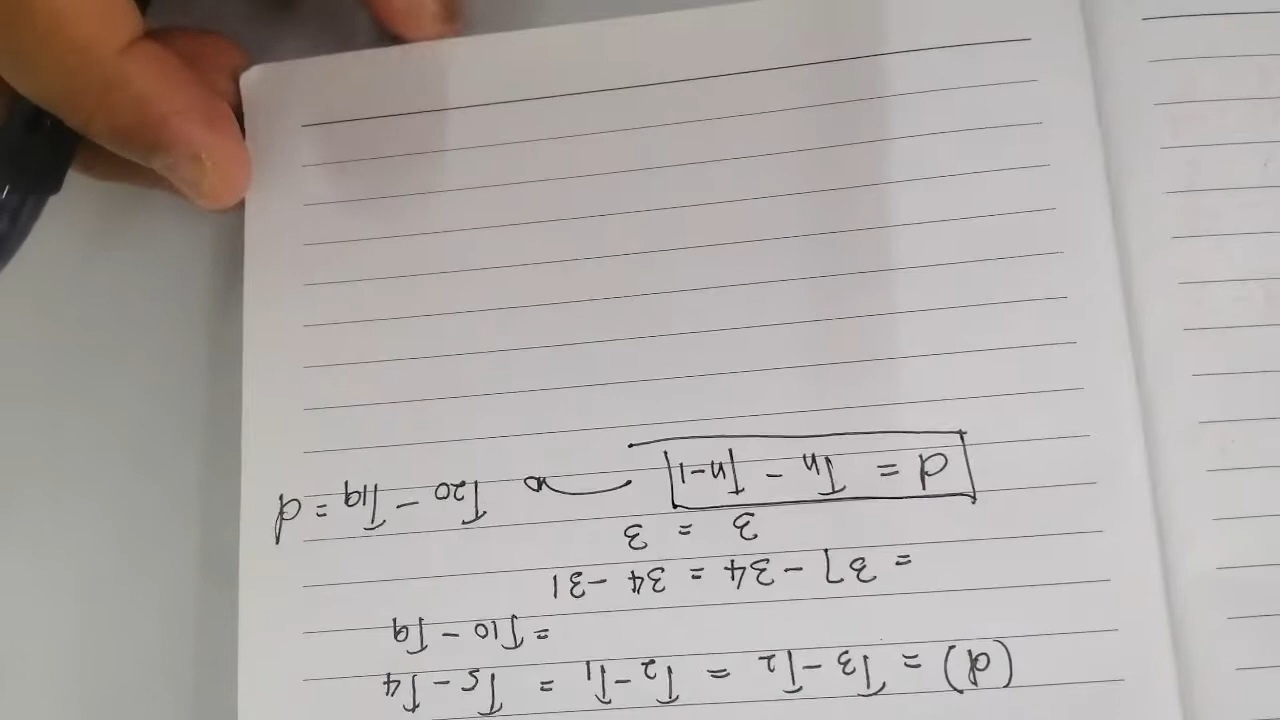 (d) = T3 - T2 = T2 - T1 = T5 - T4
= T10 - T9
= 37 - 34 = 34 - 31
3 = 3
d = Tn - Tn-1 → T20 - T19 = d